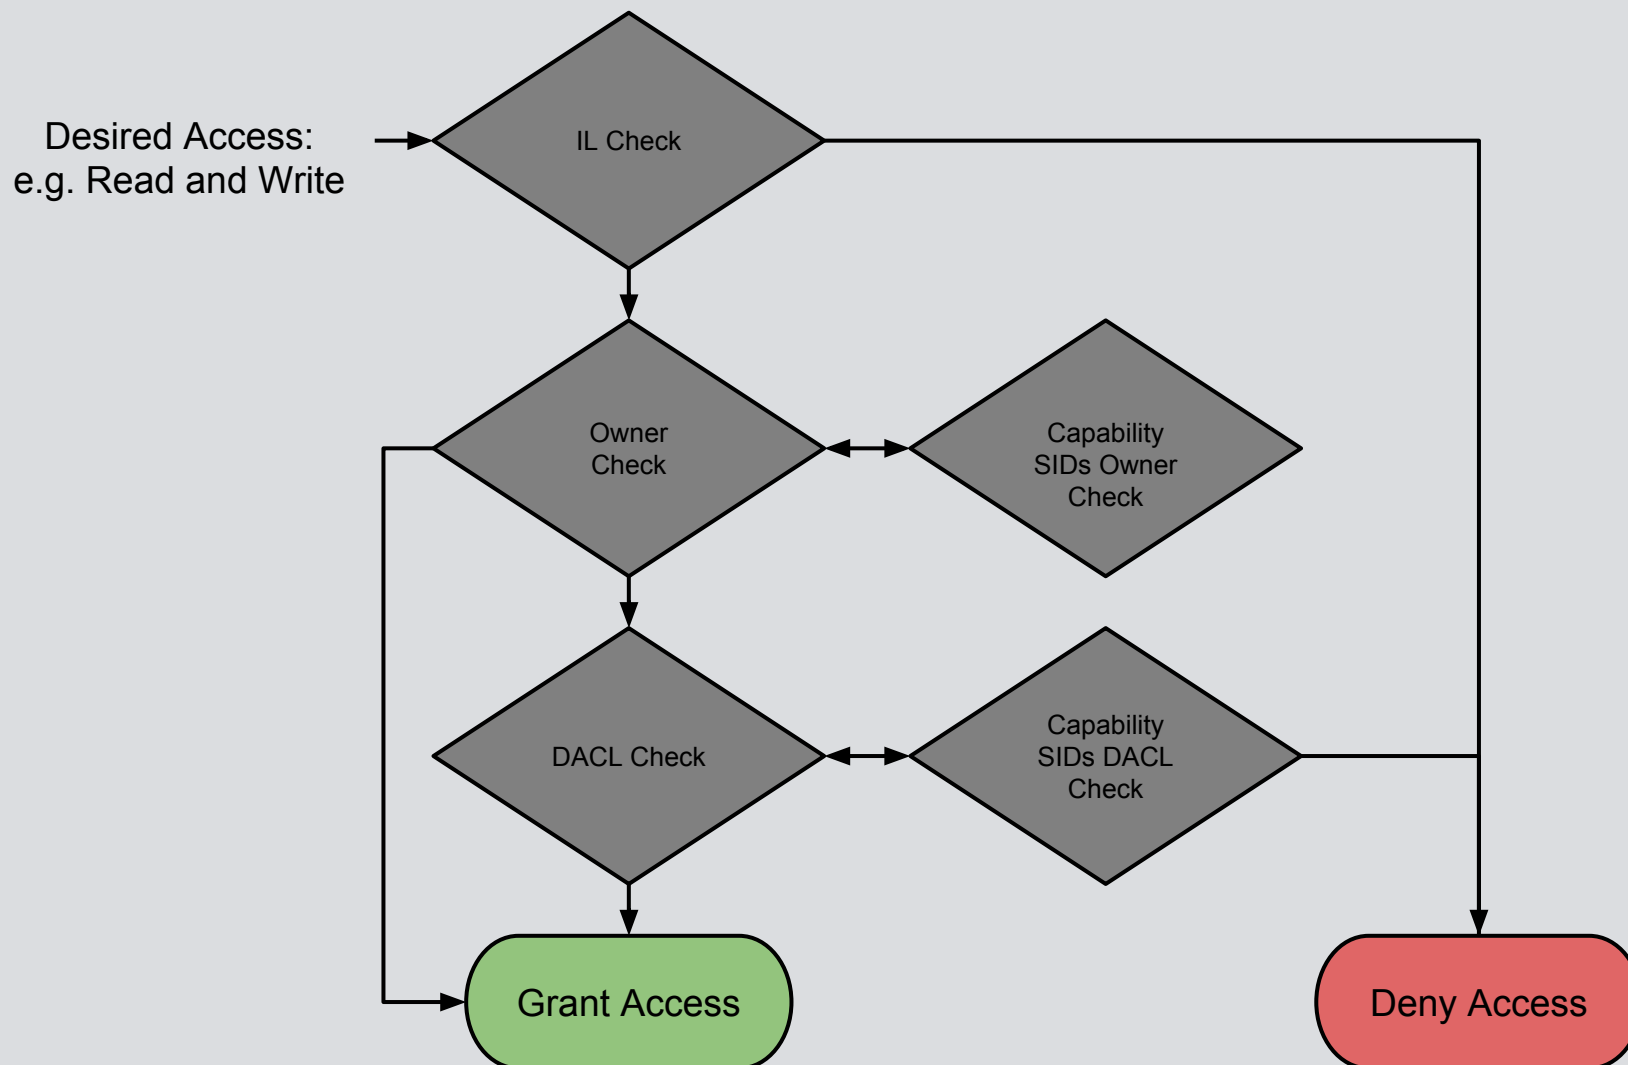 Desired Access:
e.g. Read and Write
IL Check
Owner
Check
Capability
SIDs Owner
Check
DACL Check
Capability
SIDs DACL
Check
Grant Access
Deny Access